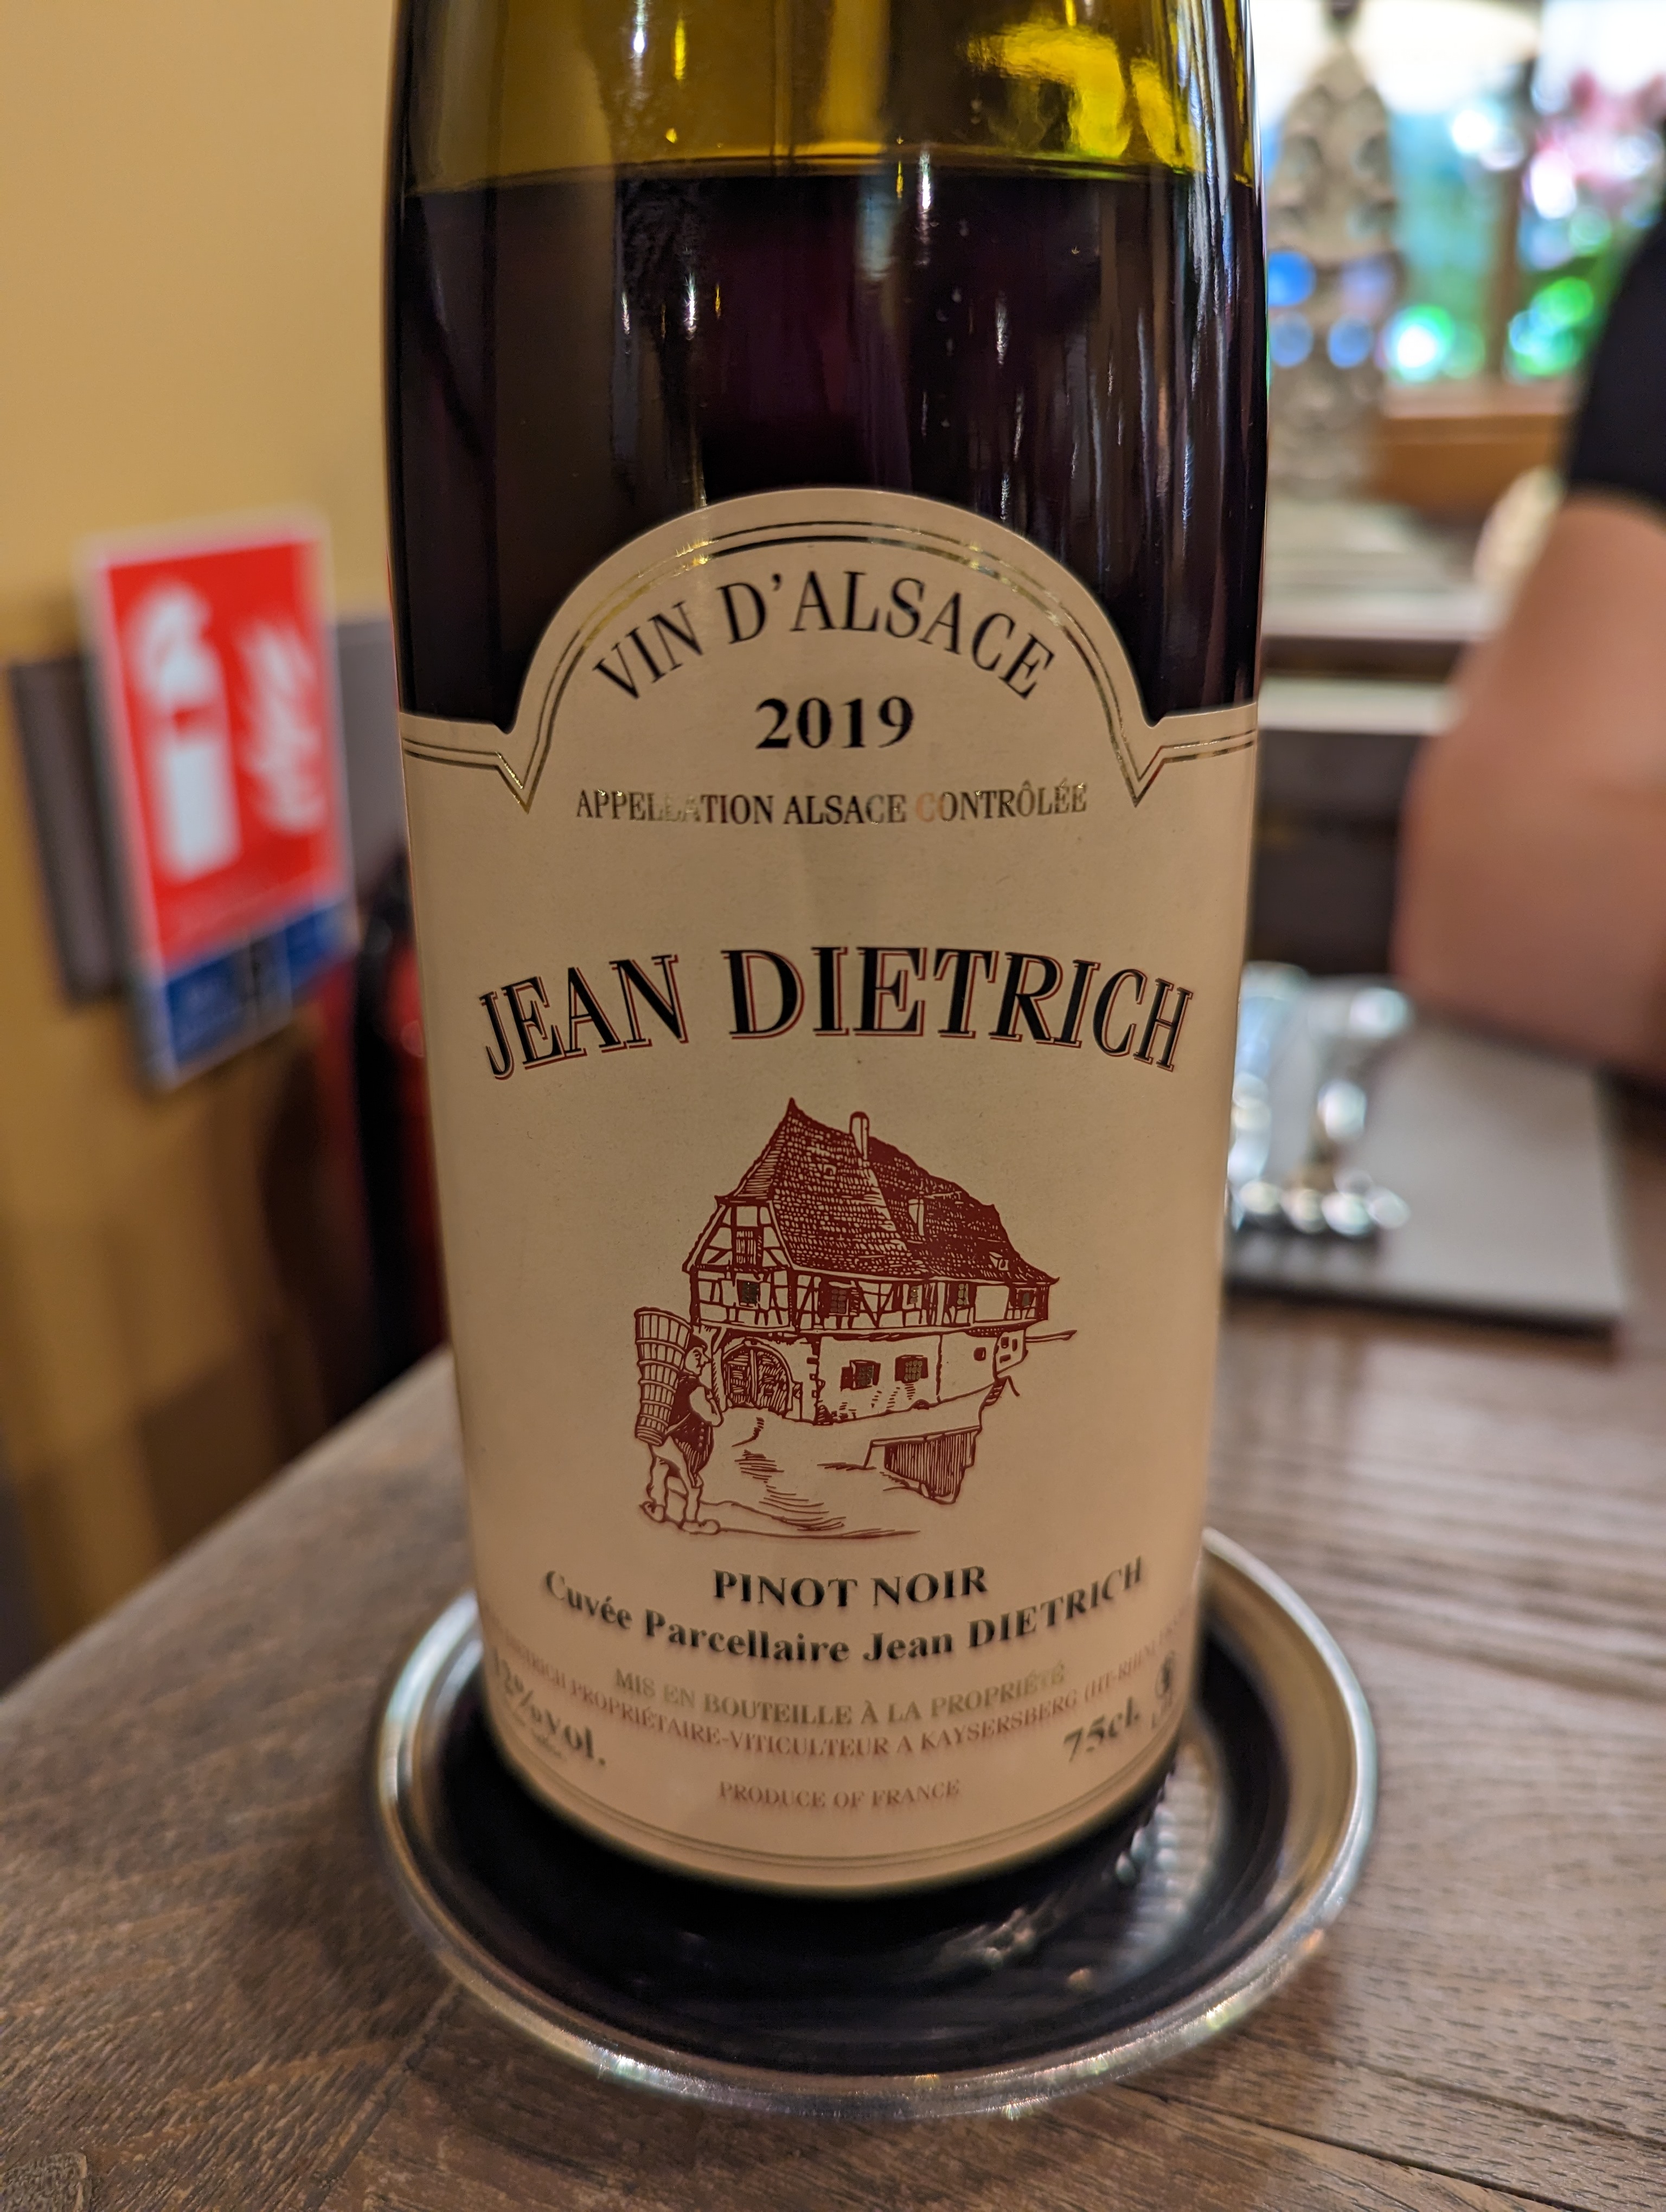 VIN D'ALSACE
2019
APPELLATION ALSACE CONTRÔLÉE
JEAN DIETRICH
PINOT NOIR
Cuvée Parcellaire Jean DIETRICH
MIS EN BOUTEILLE À LA PROPRIÉTÉ
PROPRIÉTAIRE-VITICULTEUR A KAYSERSBERG
12%Vol.
75cl.
PRODUCE OF FRANCE